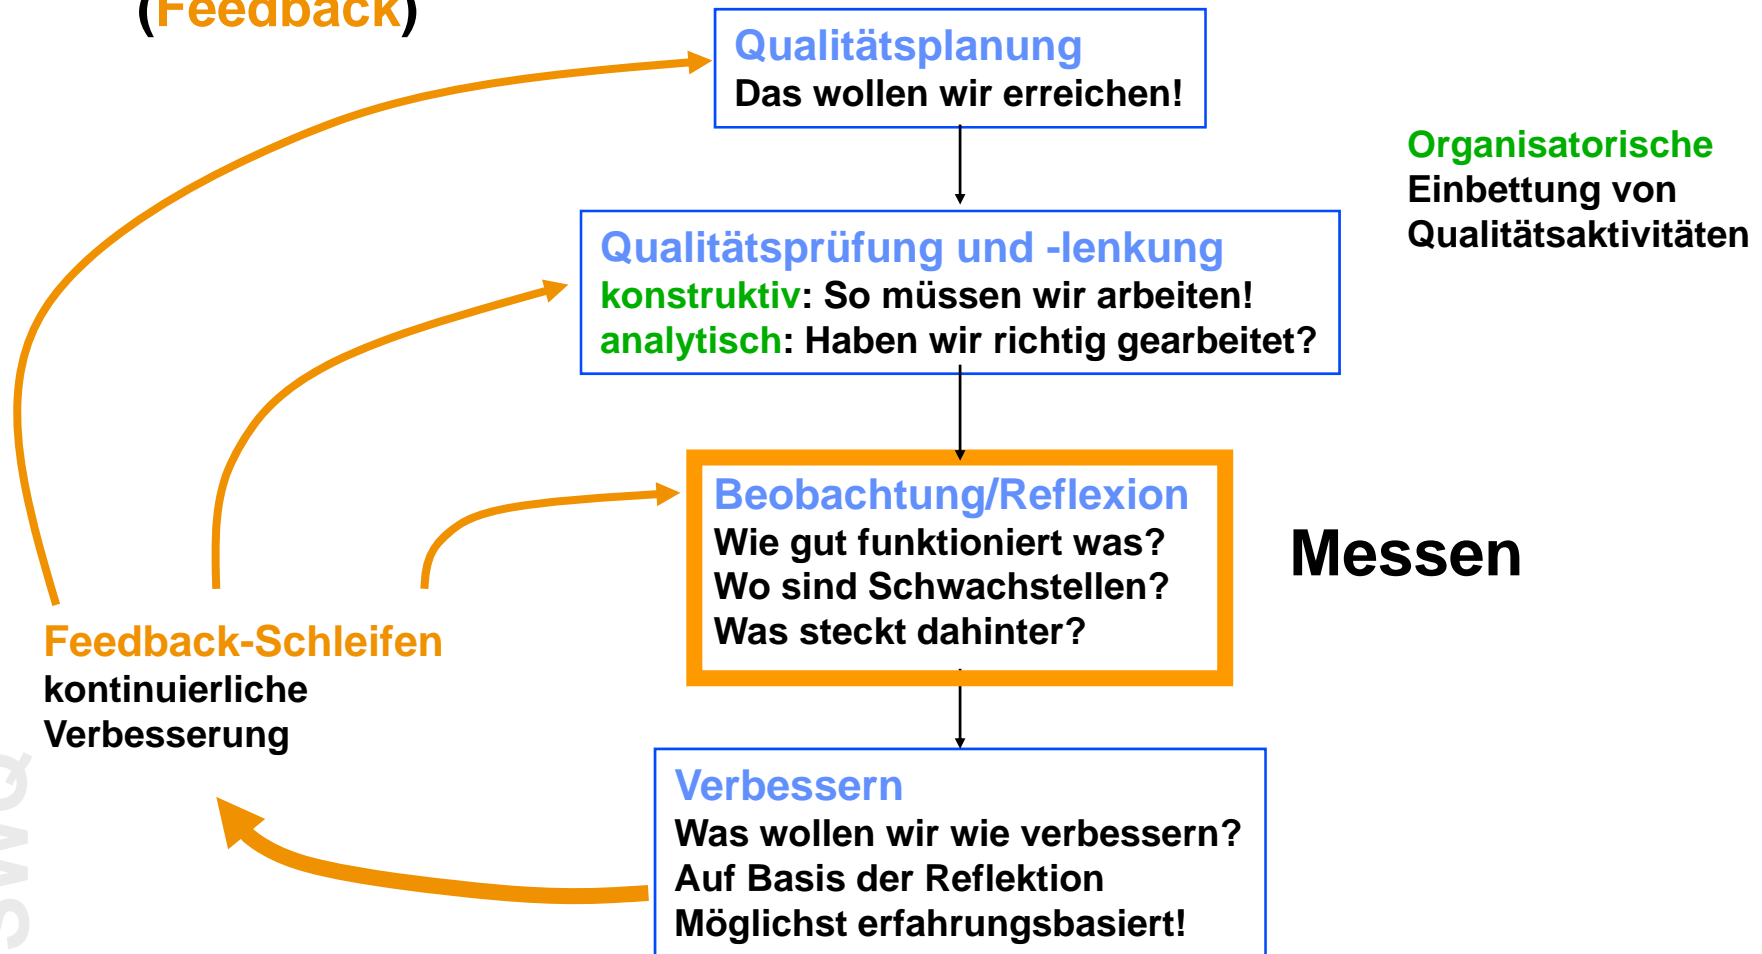 (Feedback)
Qualitätsplanung
Das wollen wir erreichen!
Organisatorische
Einbettung von
Qualitätsaktivitäten
Qualitätsprüfung und -lenkung
konstruktiv: So müssen wir arbeiten!
analytisch: Haben wir richtig gearbeitet?
Beobachtung/Reflexion
Wie gut funktioniert was?
Wo sind Schwachstellen?
Was steckt dahinter?
Messen
Feedback-Schleifen
kontinuierliche
Verbesserung
Verbessern
Was wollen wir wie verbessern?
Auf Basis der Reflektion
Möglichst erfahrungsbasiert!
SWQ